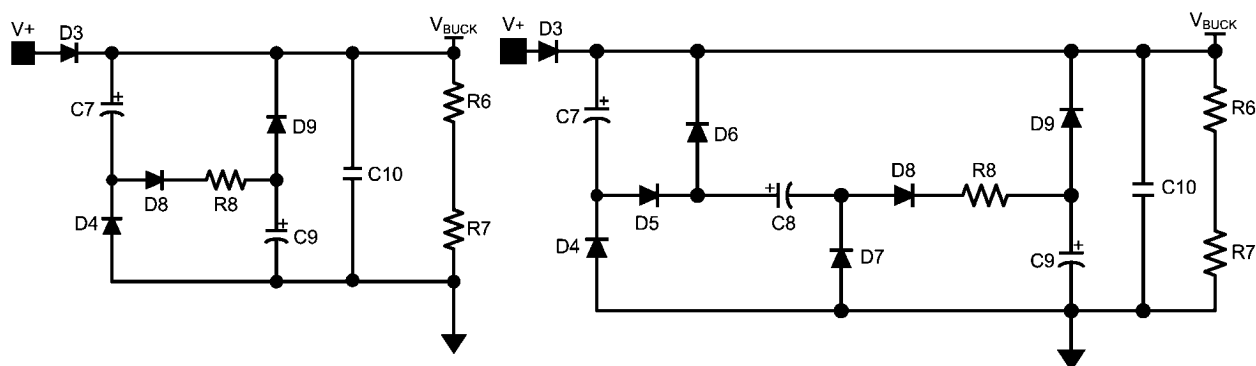 V+
D3
VBUCK
C7
+
R6
D9
C10
D8
R8
D4
+
C9
R7
V+
D3
VBUCK
C7
+
D6
D9
R6
D5
+
C8
D8
R8
C10
D4
D7
C9
+
R7